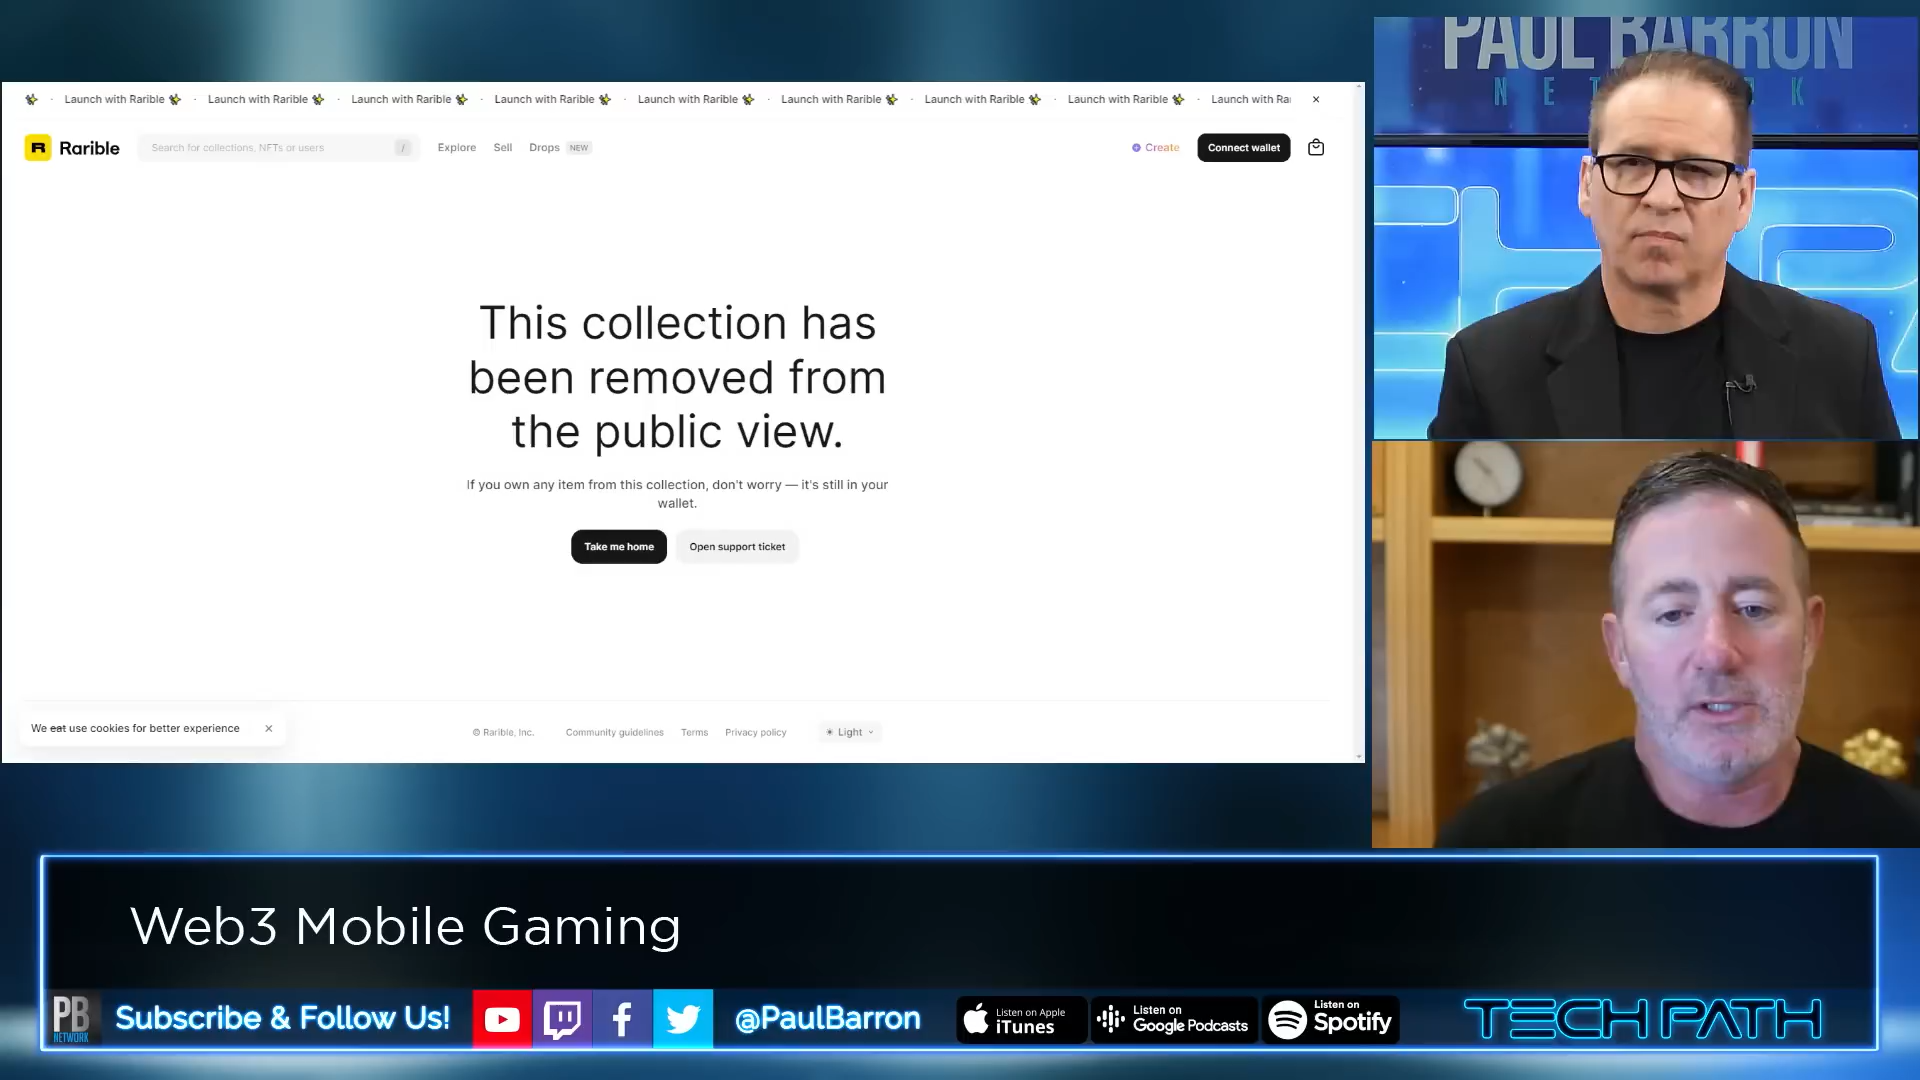 PAUL BARRON
Launch with Rarible · Launch with Rarible · Launch with Rarible · Launch with Rarible · Launch with Rarible · Launch with Rarible · Launch with Rarible · Launch with Rarible · Launch with Ra
Rarible
Search for collections, NFTs or users /
Explore Sell Drops NEW
Create Connect wallet
This collection has
been removed from
the public view.
If you own any item from this collection, don't worry — it's still in your
wallet.
Take me home Open support ticket
We eat use cookies for better experience
© Rarible, Inc. Community guidelines Terms Privacy policy Light
Web3 Mobile Gaming
PB
NETWORK
Subscribe & Follow Us!
@PaulBarron
Listen on Apple
iTunes
Listen on
Google Podcasts
Listen on
Spotify
TECH PATH